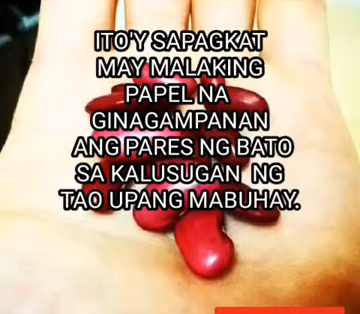 ITO'Y SAPAGKAT
MAY MALAKING
PAPEL NA
GINAGAMPANAN
ANG PARES NG BATO
SA KALUSUGAN NG
TAO UPANG MABUHAY.